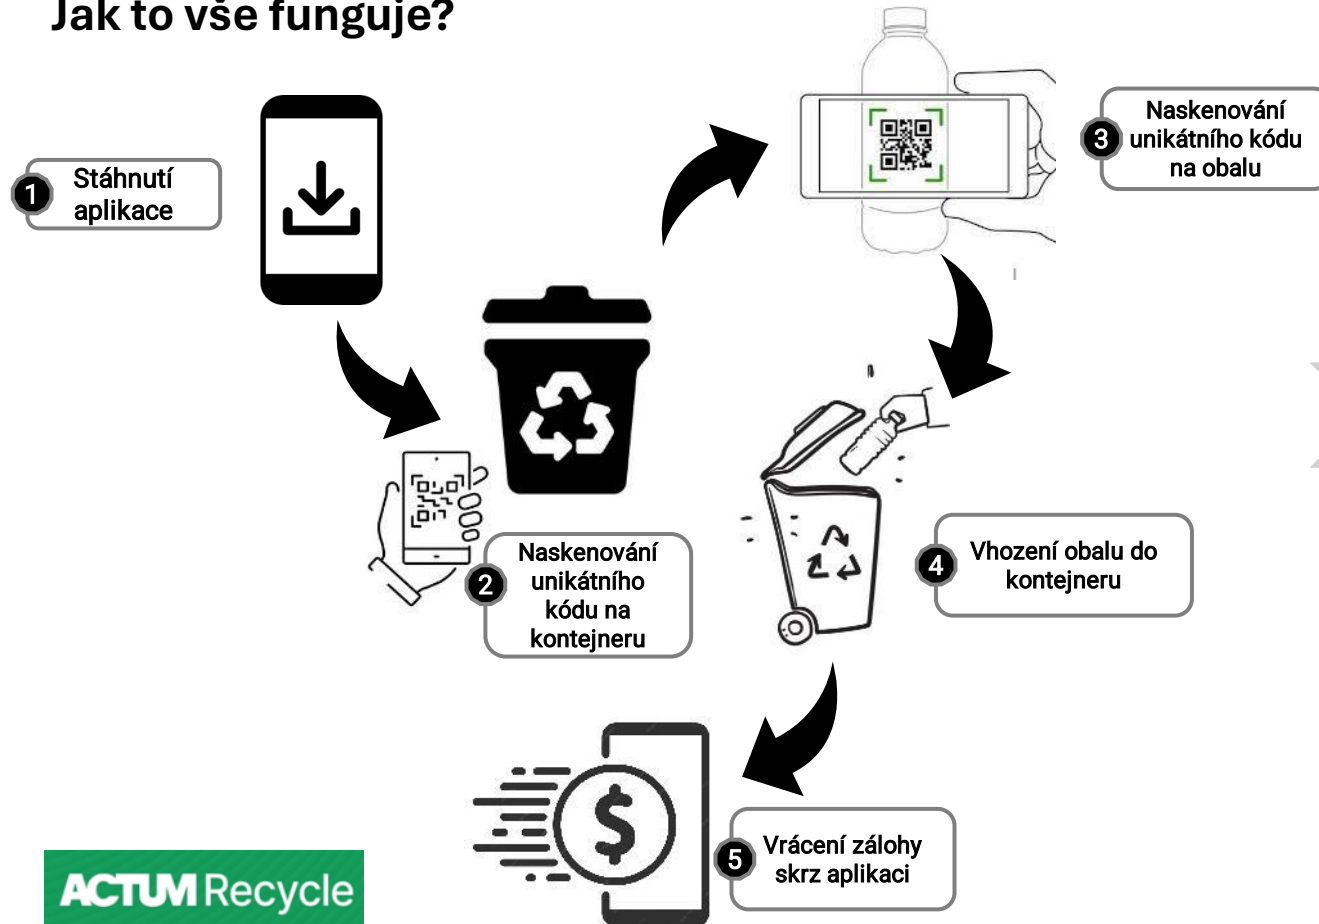 Jak to vše funguje?
1
Stáhnutí
aplikace
2
Naskenování
unikátního
kódu na
kontejneru
3
Naskenování
unikátního kódu
na obalu
4
Vhození obalu do
kontejneru
$
5
Vrácení zálohy
skrz aplikaci
ACTUM Recycle